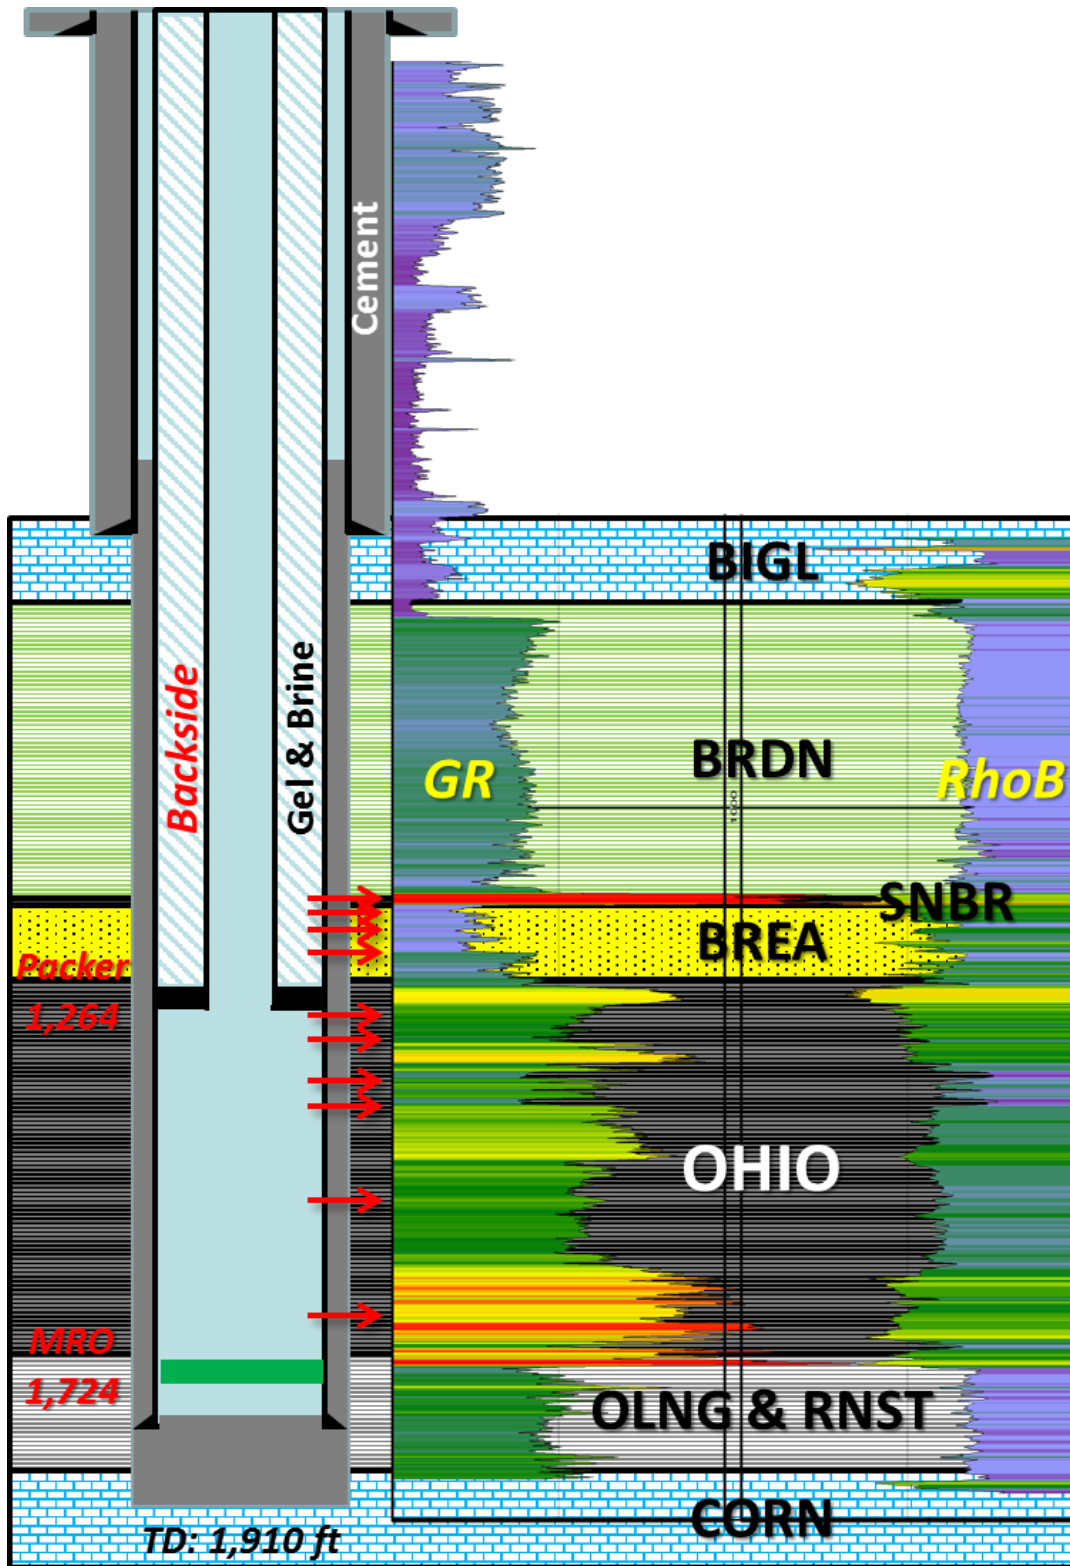 Cement
BIGL
Backside
Gel & Brine
GR
BRDN
RhoB
1000
SNBR
BREA
Packer
1,264
OHIO
MRO
1,724
OLNG & RNST
CORN
TD: 1,910 ft